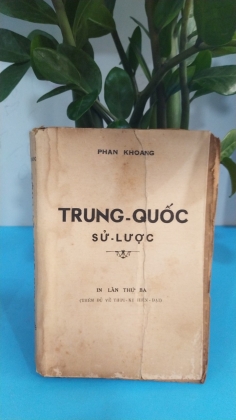 PHAN KHOANG
TRUNG-QUỐC
SỬ-LƯỢC
IN LẦN THỨ BA